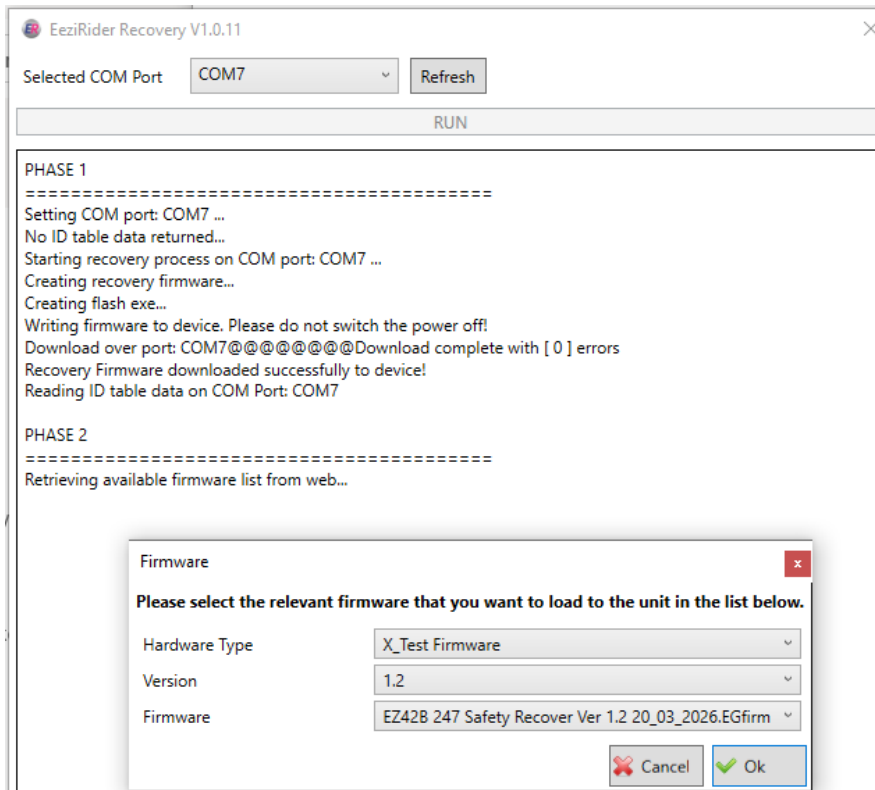 EeziRider Recovery V1.0.11
Selected COM Port COM7 Refresh
RUN
PHASE 1
========================================
Setting COM port: COM7 ...
No ID table data returned...
Starting recovery process on COM port: COM7 ...
Creating recovery firmware...
Creating flash exe...
Writing firmware to device. Please do not switch the power off!
Download over port: COM7@@@@@@@@Download complete with [ 0 ] errors
Recovery Firmware downloaded successfully to device!
Reading ID table data on COM Port: COM7
PHASE 2
========================================
Retrieving available firmware list from web...
Firmware
Please select the relevant firmware that you want to load to the unit in the list below.
Hardware Type X_Test Firmware
Version 1.2
Firmware EZ42B 247 Safety Recover Ver 1.2 20_03_2026.EGfirm
Cancel Ok